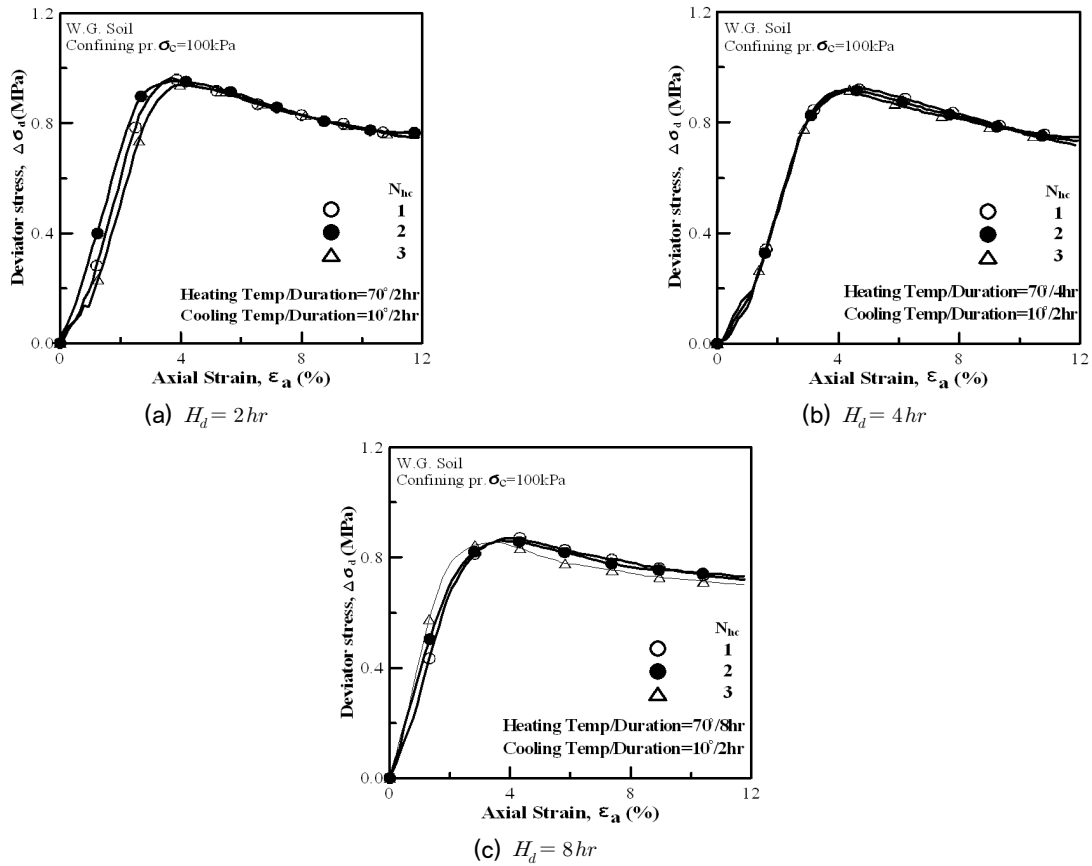 1.2
W.G. Soil
Confining pr. σc=100kPa
Deviator stress, Δσd (MPa)
0.8
Nhc
1
0.4
2
3
Heating Temp/Duration=70°/2hr
Cooling Temp/Duration=10°/2hr
0.0
0 4 8 12
Axial Strain, εa (%)
(a) Hd = 2hr
1.2
W.G. Soil
Confining pr. σc=100kPa
Deviator stress, Δσd (MPa)
0.8
Nhc
1
0.4
2
3
Heating Temp/Duration=70°/4hr
Cooling Temp/Duration=10°/2hr
0.0
0 4 8 12
Axial Strain, εa (%)
(b) Hd = 4hr
1.2
W.G. Soil
Confining pr. σc=100kPa
Deviator stress, Δσd (MPa)
0.8
Nhc
1
0.4
2
3
Heating Temp/Duration=70°/8hr
Cooling Temp/Duration=10°/2hr
0.0
0 4 8 12
Axial Strain, εa (%)
(c) Hd = 8hr